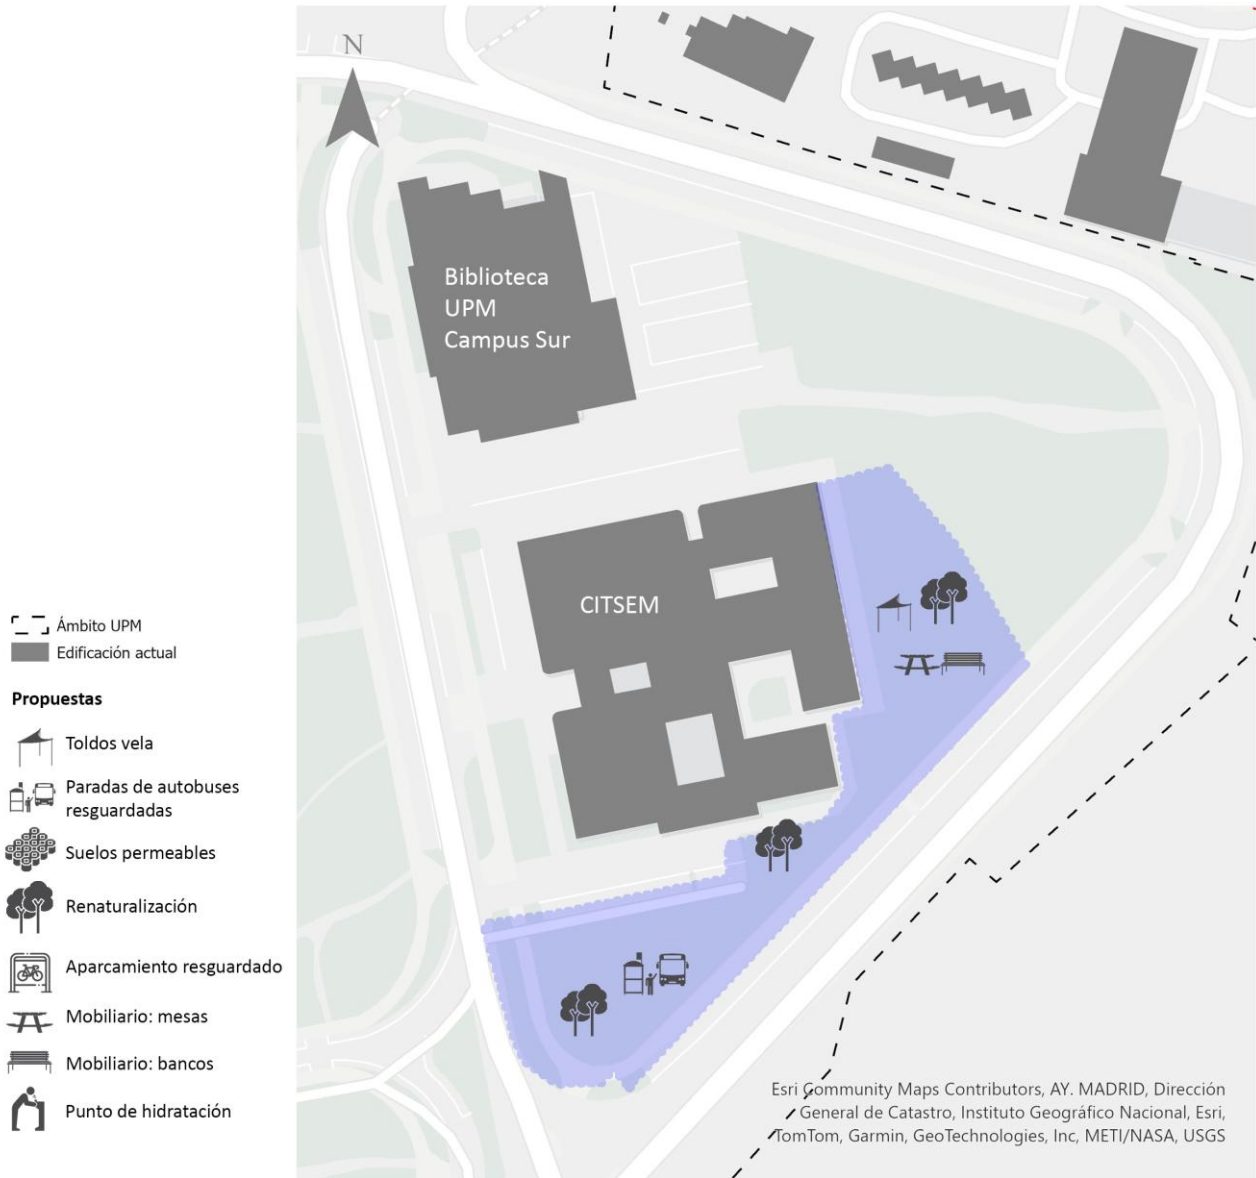 N
Biblioteca
UPM
Campus Sur
CITSEM
Ámbito UPM
Edificación actual
Propuestas
Toldos vela
Paradas de autobuses
resguardadas
Suelos permeables
Renaturalización
Aparcamiento resguardado
Mobiliario: mesas
Mobiliario: bancos
Punto de hidratación
Esri Community Maps Contributors, AY. MADRID, Dirección
General de Catastro, Instituto Geográfico Nacional, Esri,
TomTom, Garmin, GeoTechnologies, Inc, METI/NASA, USGS